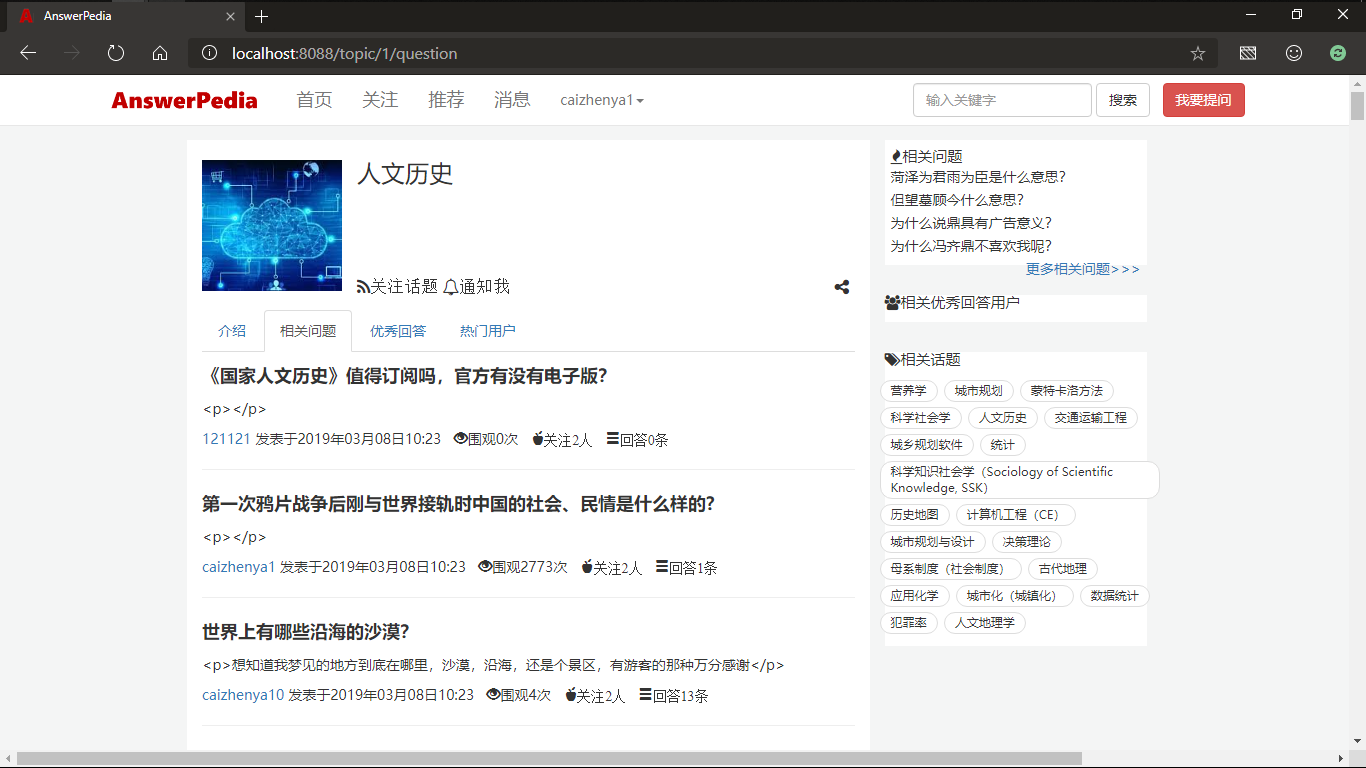 AnswerPedia
localhost:8088/topic/1/question
AnswerPedia 首页 关注 推荐 消息 caizhenya1 输入关键字 搜索 我要提问
人文历史
关注话题 通知我
介绍 相关问题 优秀回答 热门用户
《国家人文历史》值得订阅吗，官方有没有电子版？
<p></p>
121121 发表于2019年03月08日10:23 围观0次 关注2人 回答0条
第一次鸦片战争后刚与世界接轨时中国的社会、民情是什么样的？
<p></p>
caizhenya1 发表于2019年03月08日10:23 围观2773次 关注2人 回答1条
世界上有哪些沿海的沙漠？
<p>想知道我梦见的地方到底在哪里，沙漠，沿海，还是个景区，有游客的那种万分感谢</p>
caizhenya10 发表于2019年03月08日10:23 围观4次 关注2人 回答13条
相关问题
菏泽为君雨为臣是什么意思？
但望墓顾今什么意思？
为什么说鼎具有广告意义？
为什么冯齐鼎不喜欢我呢？
更多相关问题>>>
相关优秀回答用户
相关话题
营养学 城市规划 蒙特卡洛方法
科学社会学 人文历史 交通运输工程
城乡规划软件 统计
科学知识社会学（Sociology of Scientific
Knowledge, SSK）
历史地图 计算机工程（CE）
城市规划与设计 决策理论
母系制度（社会制度） 古代地理
应用化学 城市化（城镇化） 数据统计
犯罪率 人文地理学